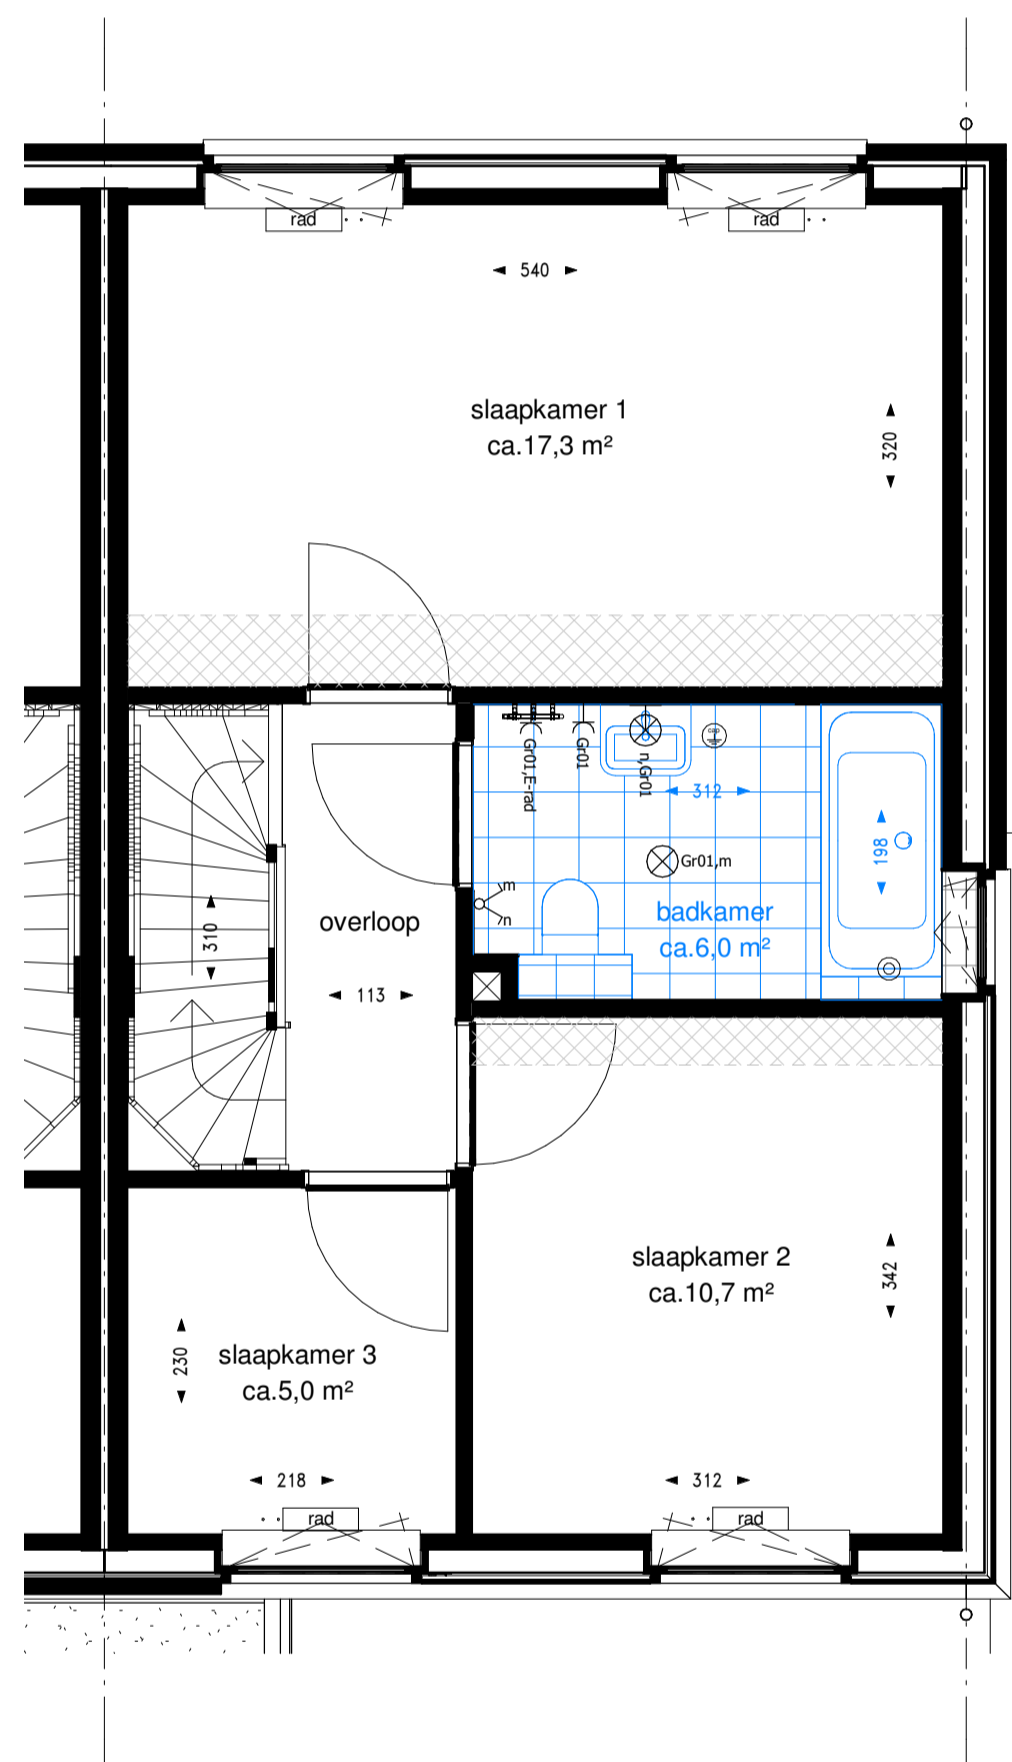 rad
rad
540
slaapkamer 1
ca.17,3 m²
320
Gr01,E-rad
Gr01
n,Gr01
cap
312
198
Gr01,m
m
n
badkamer
ca.6,0 m²
overloop
310
113
slaapkamer 2
ca.10,7 m²
342
slaapkamer 3
ca.5,0 m²
230
218
312
rad
rad